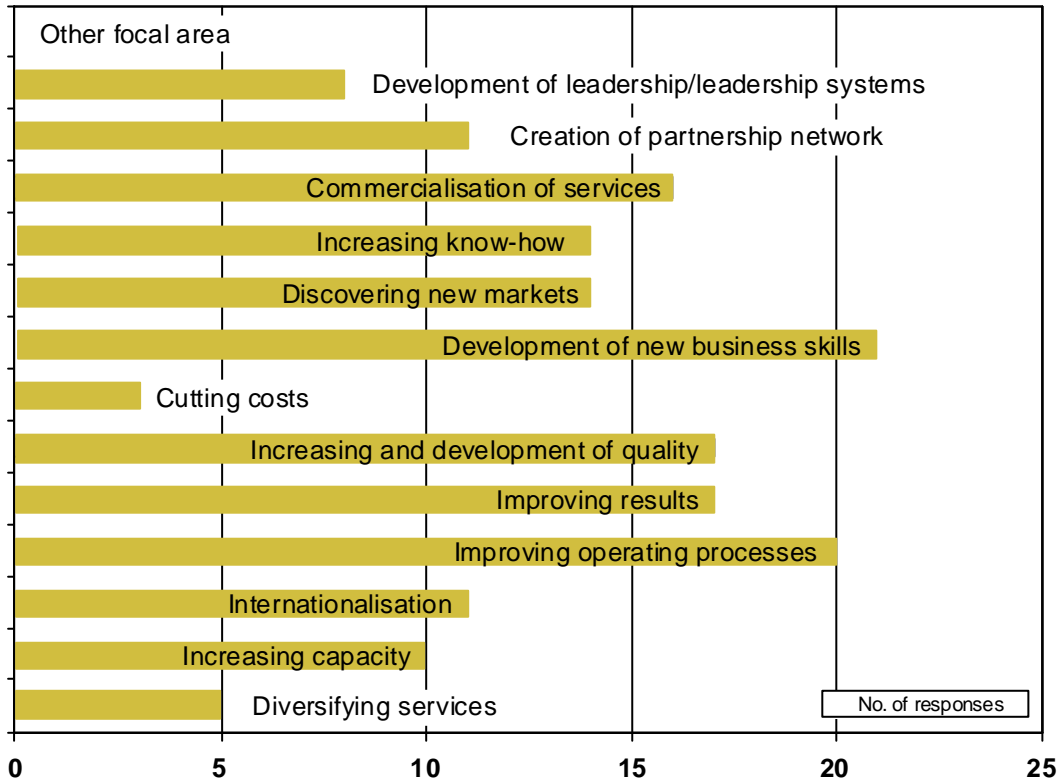 Other focal area
Development of leadership/leadership systems
Creation of partnership network
Commercialisation of services
Increasing know-how
Discovering new markets
Development of new business skills
Cutting costs
Increasing and development of quality
Improving results
Improving operating processes
Internationalisation
Increasing capacity
Diversifying services
No. of responses
0 5 10 15 20 25